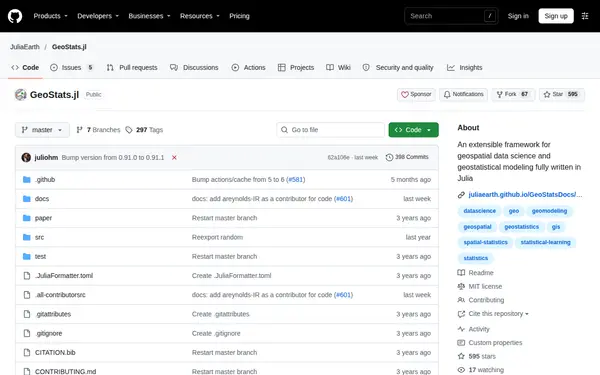 Products Developers Businesses Resources Pricing Search / Sign in Sign up
JuliaEarth / GeoStats.jl
Code Issues 5 Pull requests Discussions Actions Projects Wiki Security and quality Insights
GeoStats.jl Public Sponsor Notifications Fork 67 Star 595
master 7 Branches 297 Tags Go to file Code
juliohm Bump version from 0.91.0 to 0.91.1 62a106e · last week 398 Commits
.github Bump actions/cache from 5 to 6 (#581) 5 months ago
docs docs: add areynolds-IR as a contributor for code (#601) last week
paper Restart master branch 3 years ago
src Reexport random last year
test Restart master branch 3 years ago
.JuliaFormatter.toml Create .JuliaFormatter.toml 3 years ago
.all-contributorsrc docs: add areynolds-IR as a contributor for code (#601) last week
.gitattributes Create .gitattributes 3 years ago
.gitignore Create .gitignore 3 years ago
CITATION.bib Restart master branch 3 years ago
CONTRIBUTING.md Restart master branch 3 years ago
About
An extensible framework for
geospatial data science and
geostatistical modeling fully written in
Julia
juliaearth.github.io/GeoStatsDocs/...
datascience geo geomodeling
geospatial geostatistics gis
spatial-statistics statistical-learning
statistics
Readme
MIT license
Contributing
Cite this repository
Activity
Custom properties
595 stars
17 watching